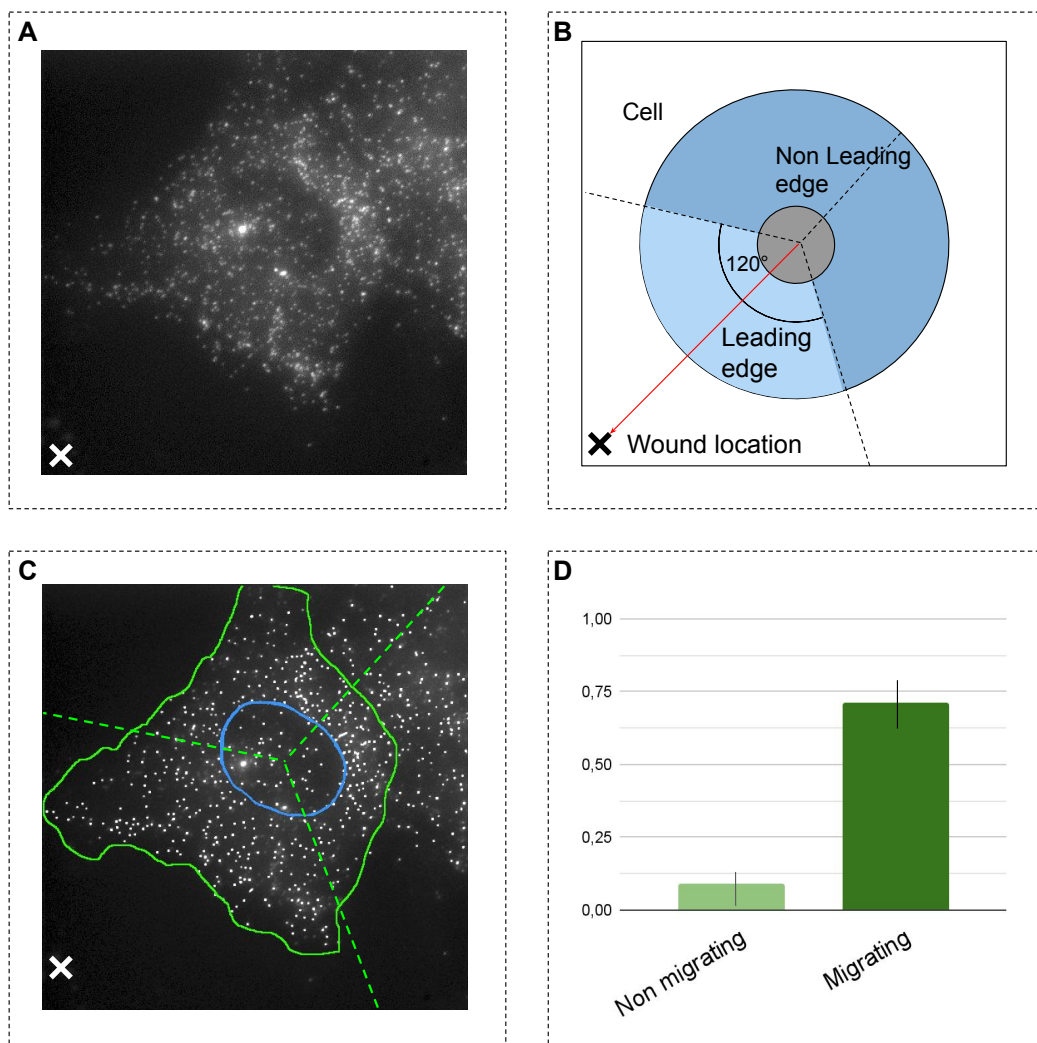 A
B
Cell
Non Leading
edge
120°
Leading
edge
Wound location
C
D
1,00
0,75
0,50
0,25
0,00
Non migrating
Migrating